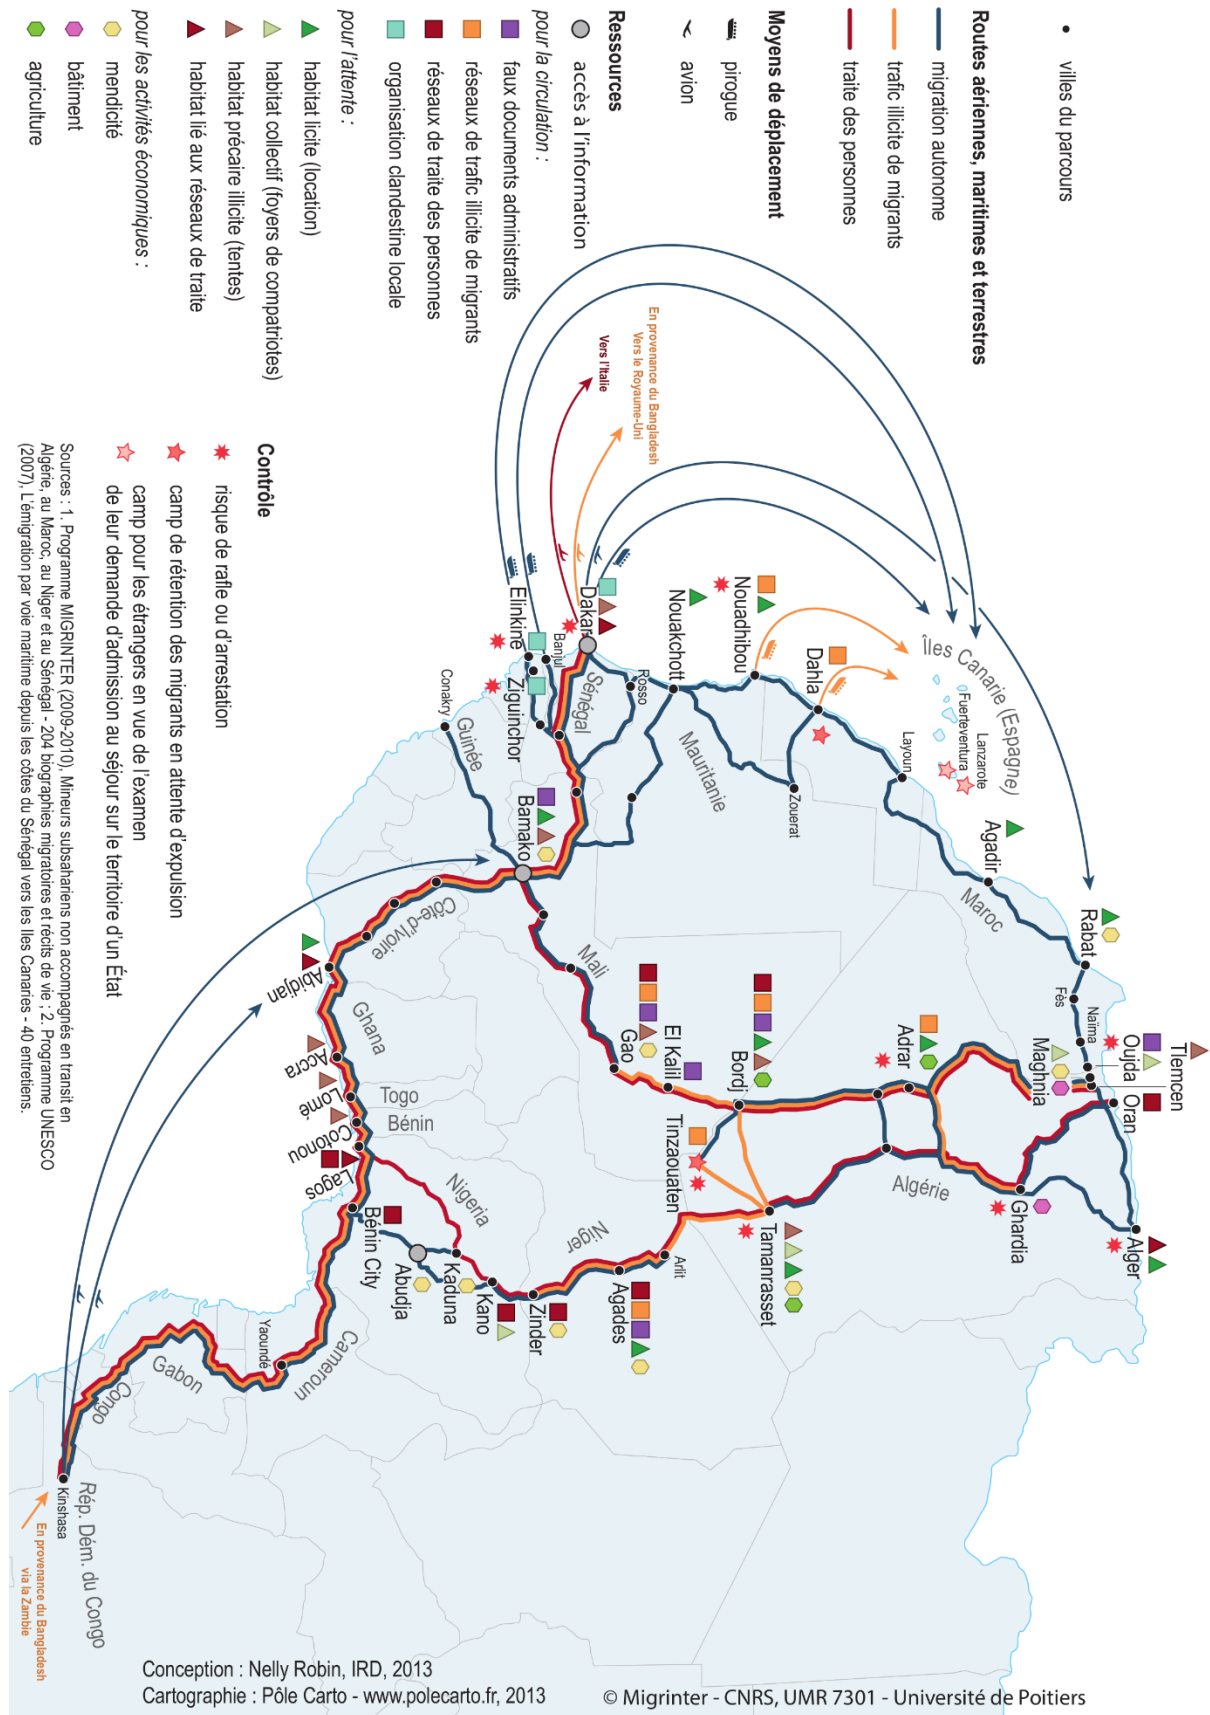 villes du parcours
Routes aériennes, maritimes et terrestres
migration autonome
trafic illicite de migrants
traite des personnes
Moyens de déplacement
pirogue
avion
Ressources
accès à l'information
pour la circulation :
faux documents administratifs
réseaux de trafic illicite de migrants
réseaux de traite des personnes
organisation clandestine locale
pour l'attente :
habitat licite (location)
habitat collectif (foyers de compatriotes)
habitat précaire illicite (tentes)
habitat lié aux réseaux de traite
pour les activités économiques :
mendicité
bâtiment
agriculture
Contrôle
risque de rafle ou d'arrestation
camp de rétention des migrants en attente d'expulsion
camp pour les étrangers en vue de l'examen
de leur demande d'admission au séjour sur le territoire d'un État
Sources : 1. Programme MIGRINTER (2009-2010), Mineurs subsahariens non accompagnés en transit en
Algérie, au Maroc, au Niger et au Sénégal - 204 biographies migratoires et récits de vie ; 2. Programme UNESCO
(2007), L'émigration par voie maritime depuis les côtes du Sénégal vers les Iles Canaries - 40 entretiens.
En provenance du Bangladesh
Vers le Royaume-Uni
Vers l'Italie
Îles Canarie (Espagne)
Lanzarote
Fuerteventura
Tlemcen
Oran
Oujda
Naïma
Maghnia
Rabat
Fès
Alger
Ghardia
Maroc
Agadir
Layoun
Dahla
Zouerat
Nouadhibou
Mauritanie
Nouakchott
Rosso
Dakar
Sénégal
Banjul
Elinkine
Ziguinchor
Guinée
Conakry
Bamako
Mali
Gao
El Kalil
Bordj
Adrar
Algérie
Tinzaouaten
Tamanrasset
Arlit
Niger
Agades
Zinder
Kano
Kaduna
Abudja
Nigeria
Bénin City
Lagos
Cotonou
Bénin
Togo
Lomé
Accra
Ghana
Abidjan
Côte-d'Ivoire
Cameroun
Yaoundé
Gabon
Congo
Kinshasa
Rép. Dém. du Congo
En provenance du Bangladesh
via la Zambie
Conception : Nelly Robin, IRD, 2013
Cartographie : Pôle Carto - www.polecarto.fr, 2013
© Migrinter - CNRS, UMR 7301 - Université de Poitiers